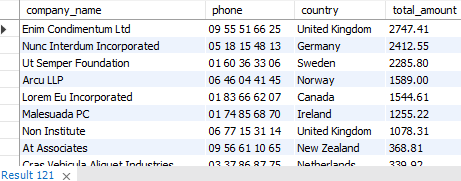 company_name phone country total_amount
Enim Condimentum Ltd 09 55 51 66 25 United Kingdom 2747.41
Nunc Interdum Incorporated 05 18 15 48 13 Germany 2412.55
Ut Semper Foundation 01 60 36 33 06 Sweden 2285.80
Arcu LLP 06 46 04 41 45 Norway 1589.00
Lorem Eu Incorporated 01 83 66 62 07 Canada 1544.61
Malesuada PC 01 74 85 68 70 Ireland 1255.22
Non Institute 06 77 15 31 14 United Kingdom 1078.31
At Associates 09 56 61 10 65 New Zealand 368.81
Cras Vehicula Aliquet Industries 03 37 86 87 75 Netherlands 339.92
Result 121